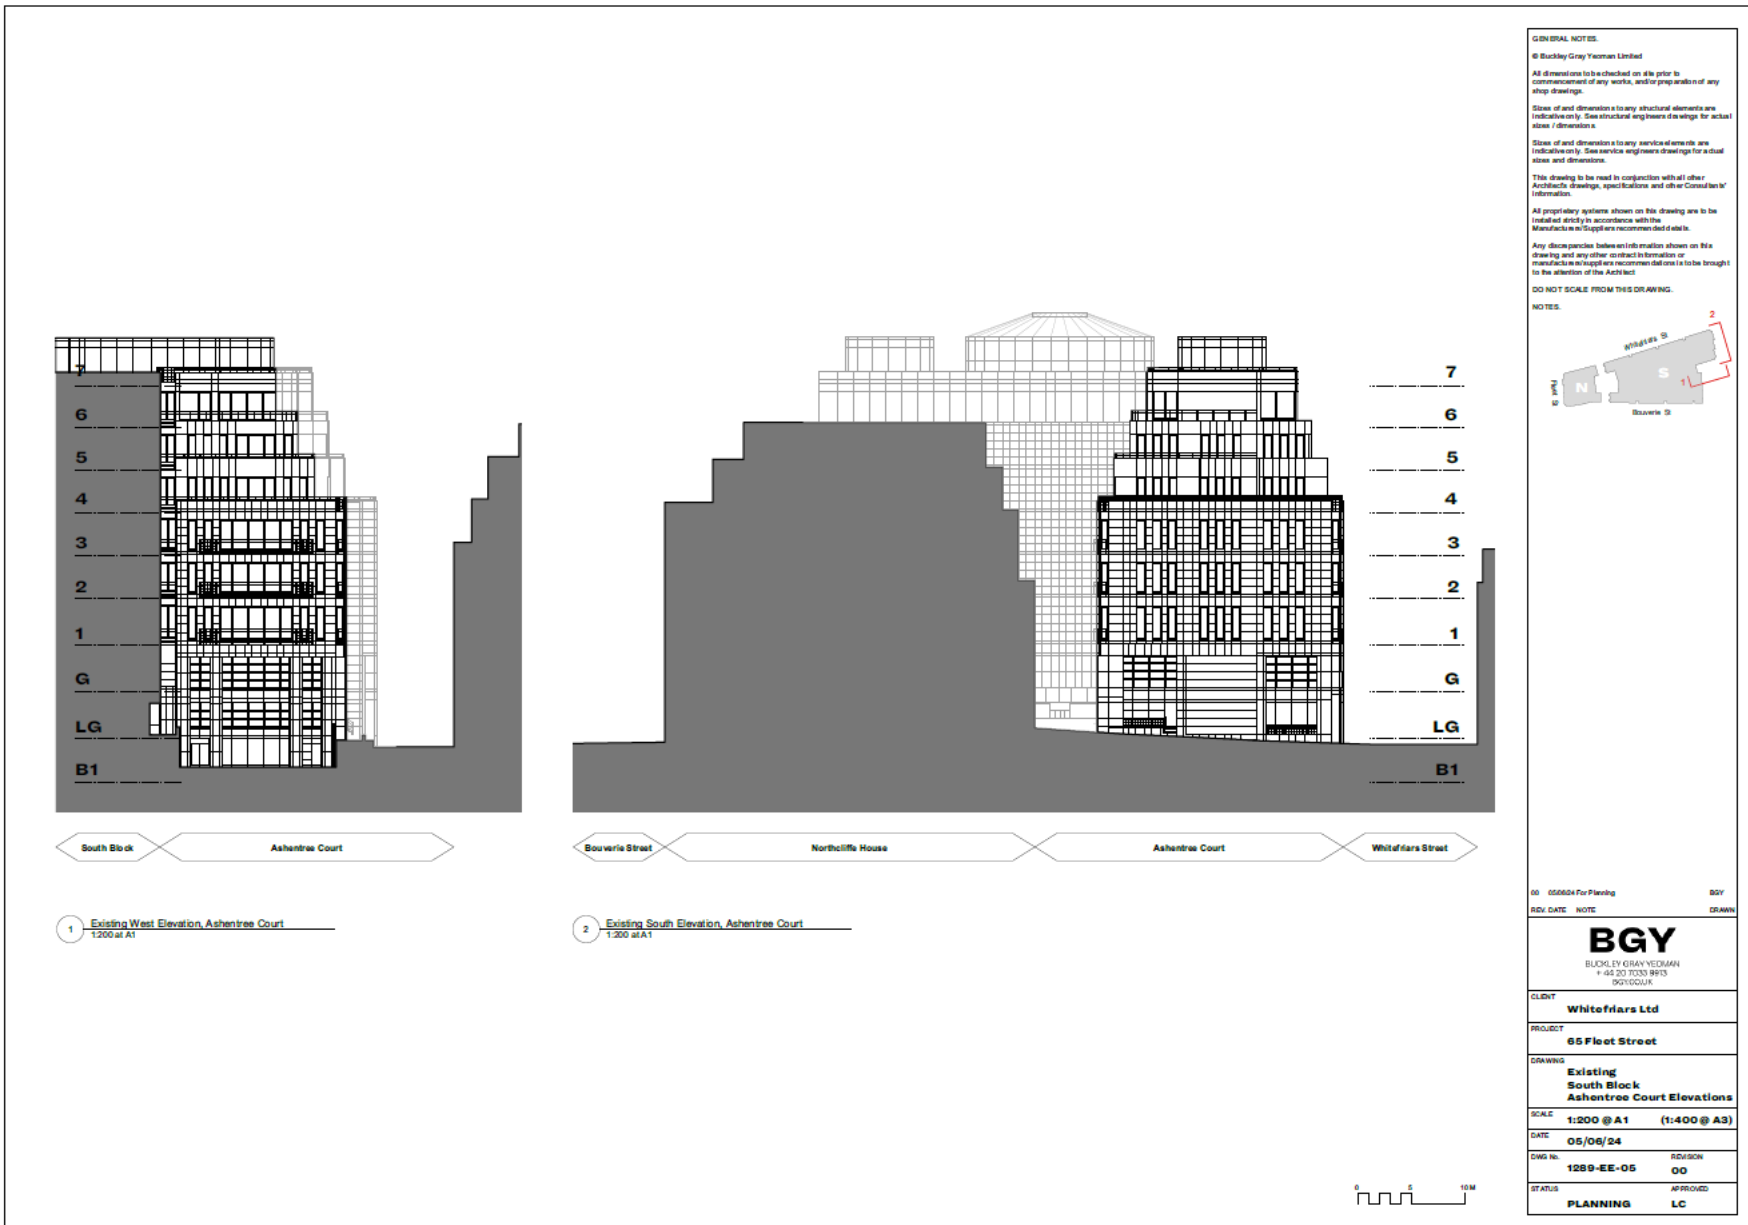 7
6
5
4
3
2
1
G
LG
B1
South Block
Ashentree Court
1
Existing West Elevation, Ashentree Court
1:200 at A1
7
6
5
4
3
2
1
G
LG
B1
Bouverie Street
Northcliffe House
Ashentree Court
Whitefriars Street
2
Existing South Elevation, Ashentree Court
1:200 at A1
0 5 10M
GENERAL NOTES.
© Buckley Gray Yeoman Limited
All dimensions to be checked on site prior to
commencement of any works, and/or preparation of any
shop drawings.
Sizes of and dimensions to any structural elements are
indicative only. See structural engineers drawings for actual
sizes / dimensions
Sizes of and dimensions to any service elements are
indicative only. See service engineers drawings for actual
sizes and dimensions.
This drawing to be read in conjunction with all other
Architect's drawings, specifications and other Consultants'
information.
All proprietary systems shown on this drawing are to be
installed strictly in accordance with the
Manufacturers/Suppliers recommended details.
Any discrepancies between information shown on this
drawing and any other contract information or
manufacturers/suppliers recommendations is to be brought
to the attention of the Architect
DO NOT SCALE FROM THIS DRAWING.
NOTES.
2
Whitefriars St
Fleet St
N
S
1
Bouverie St
00 05/06/24 For Planning BGY
REV. DATE NOTE DRAWN
BGY
BUCKLEY GRAY YEOMAN
+ 44 20 7033 9913
BGY.CO.UK
CLIENT
Whitefriars Ltd
PROJECT
65 Fleet Street
DRAWING
Existing
South Block
Ashentree Court Elevations
SCALE
1:200 @ A1 (1:400 @ A3)
DATE
05/06/24
DWG No. REVISION
1289-EE-05 00
STATUS APPROVED
PLANNING LC